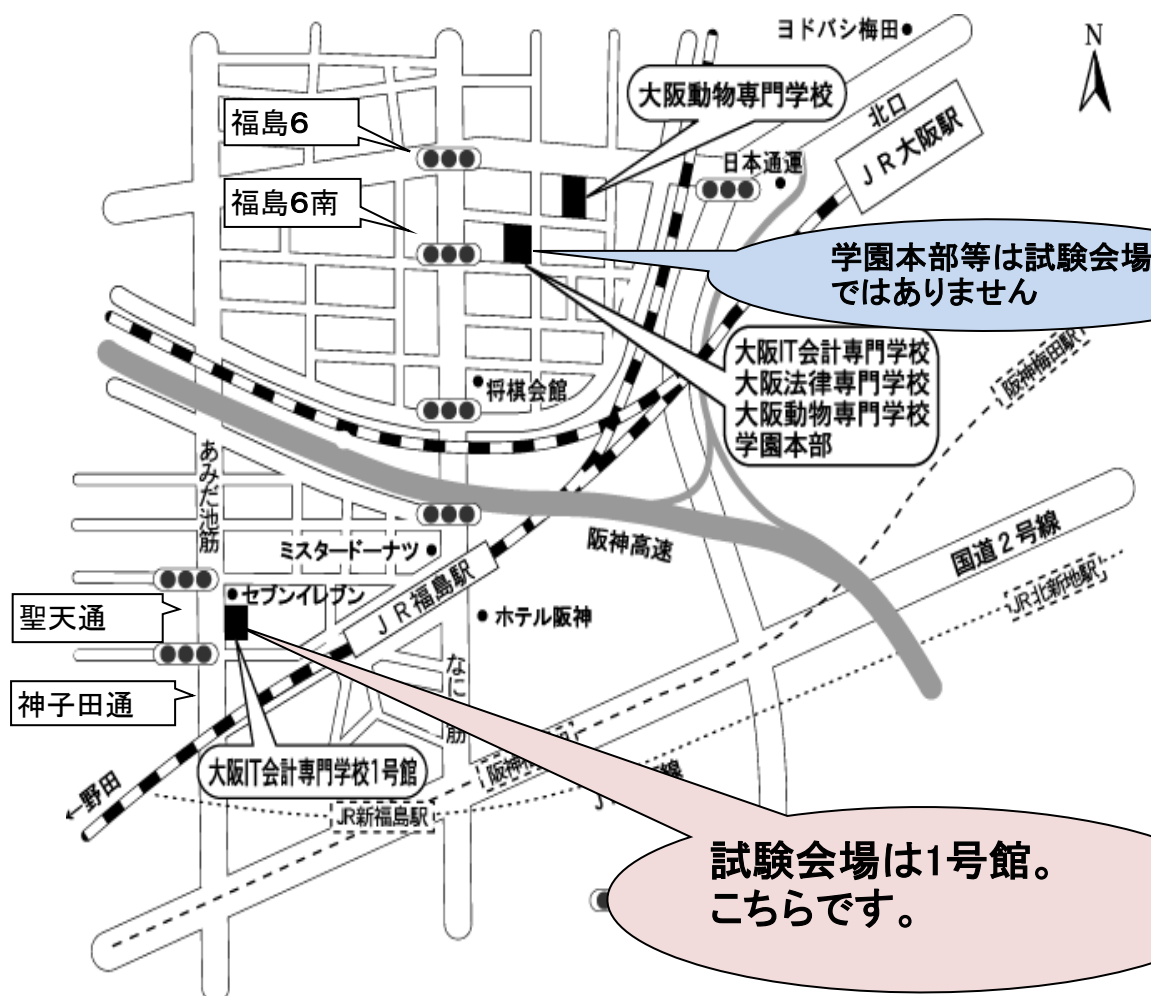 ヨドバシ梅田
N
大阪動物専門学校
福島6
北口
JR大阪駅
日本通運
福島6南
学園本部等は試験会場
ではありません
大阪IT会計専門学校
大阪法律専門学校
大阪動物専門学校
学園本部
阪神梅田駅
将棋会館
あみだ池筋
阪神高速
国道2号線
ミスタードーナツ
JR福島駅
セブンイレブン
JR北新地駅
聖天通
ホテル阪神
神子田通
なに
筋
大阪IT会計専門学校1号館
阪神
←野田
JR新福島駅
線
試験会場は1号館。
こちらです。